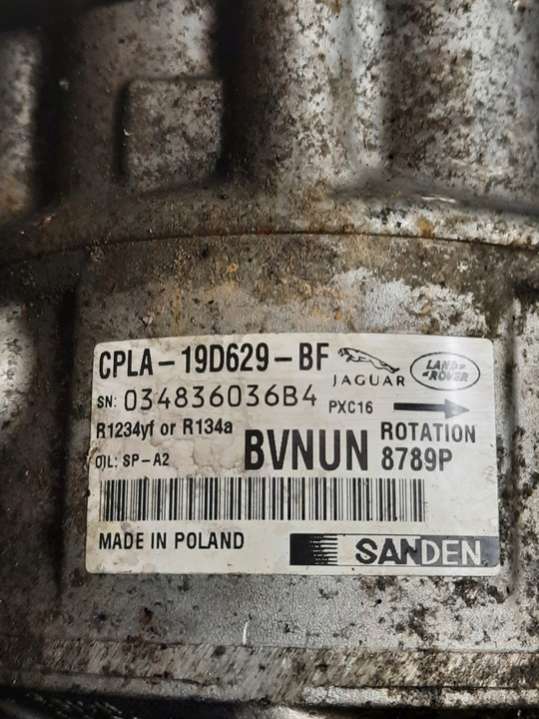 CPLA-19D629-BF
JAGUAR
LAND ROVER
SN: 034836036B4
PXC16
R1234yf or R134a
ROTATION
OIL: SP-A2
BVNUN
8789P
MADE IN POLAND
SANDEN